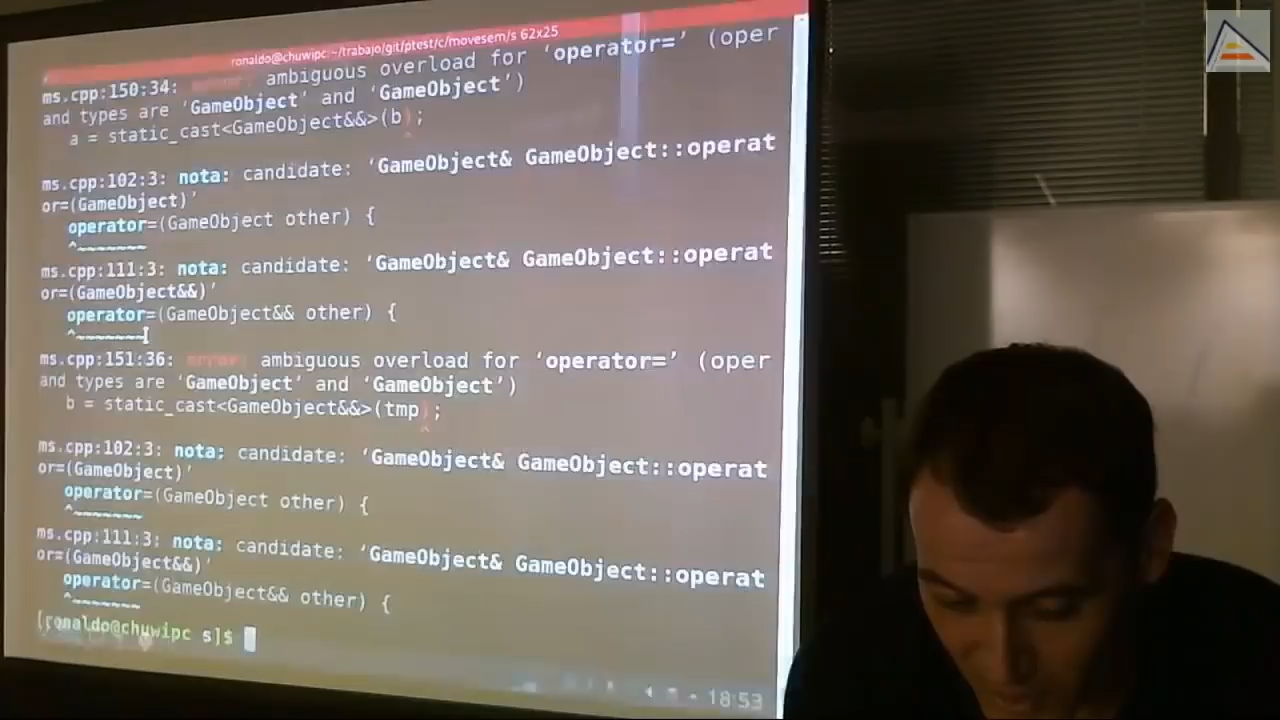 ronaldo@chuwipc:~/trabajo/git/ptest/c/movesem/s 62x25
ms.cpp:150:34: error: ambiguous overload for ‘operator=’ (oper
and types are ‘GameObject’ and ‘GameObject’)
a = static_cast<GameObject&&>(b);
^
ms.cpp:102:3: nota: candidate: ‘GameObject& GameObject::operat
or=(GameObject)’
operator=(GameObject other) {
^~~~~~~~
ms.cpp:111:3: nota: candidate: ‘GameObject& GameObject::operat
or=(GameObject&&)’
operator=(GameObject&& other) {
^~~~~~~~
ms.cpp:151:36: error: ambiguous overload for ‘operator=’ (oper
and types are ‘GameObject’ and ‘GameObject’)
b = static_cast<GameObject&&>(tmp);
^
ms.cpp:102:3: nota: candidate: ‘GameObject& GameObject::operat
or=(GameObject)’
operator=(GameObject other) {
^~~~~~~~
ms.cpp:111:3: nota: candidate: ‘GameObject& GameObject::operat
or=(GameObject&&)’
operator=(GameObject&& other) {
^~~~~~~~
[ronaldo@chuwipc s]$
18:53